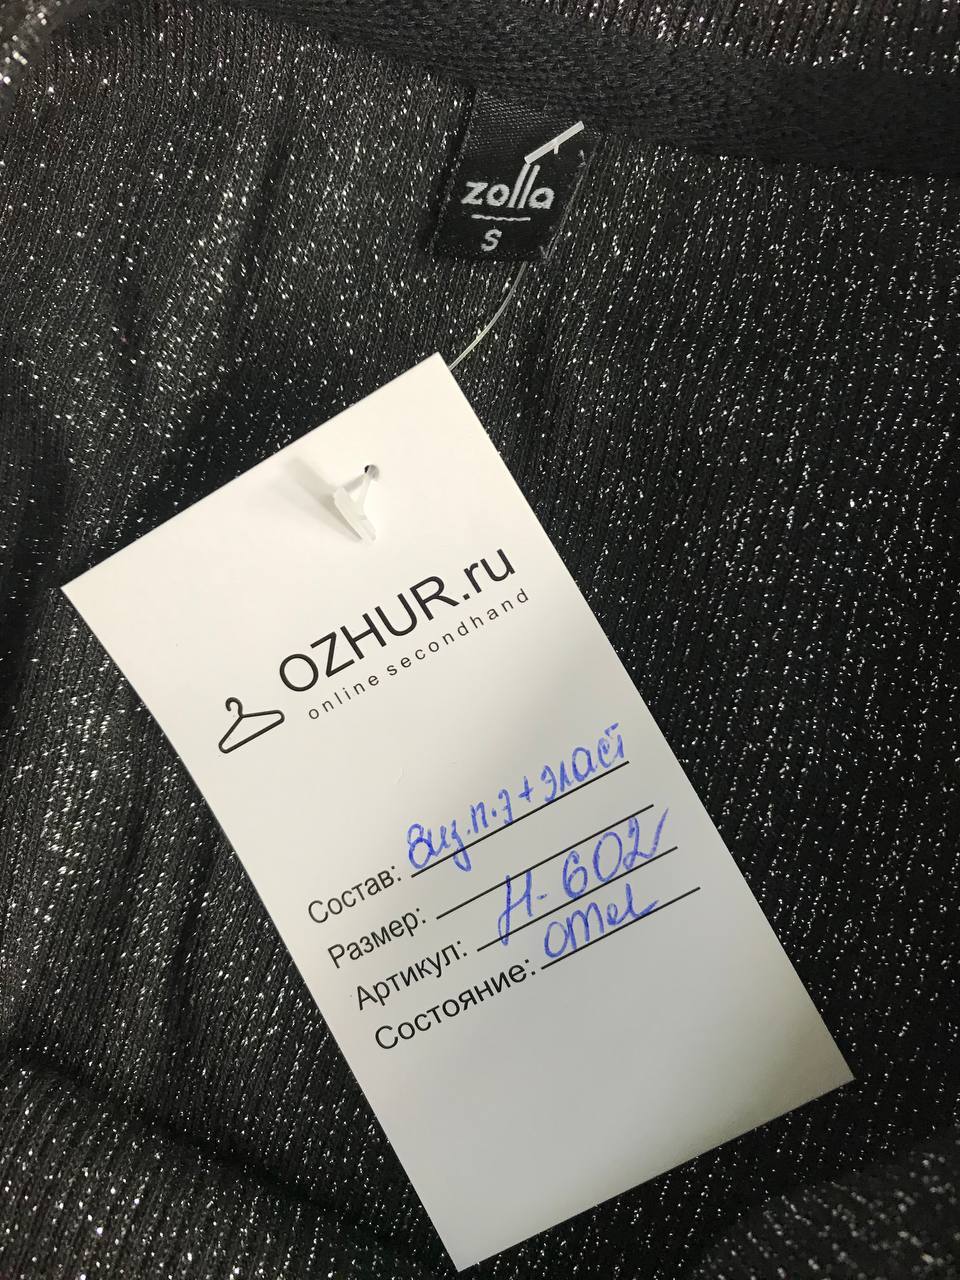 zolla
S
OZHUR.ru
online secondhand
Состав: Виз.п.э + эласт
Размер:
Артикул: Н-602
Состояние: отл